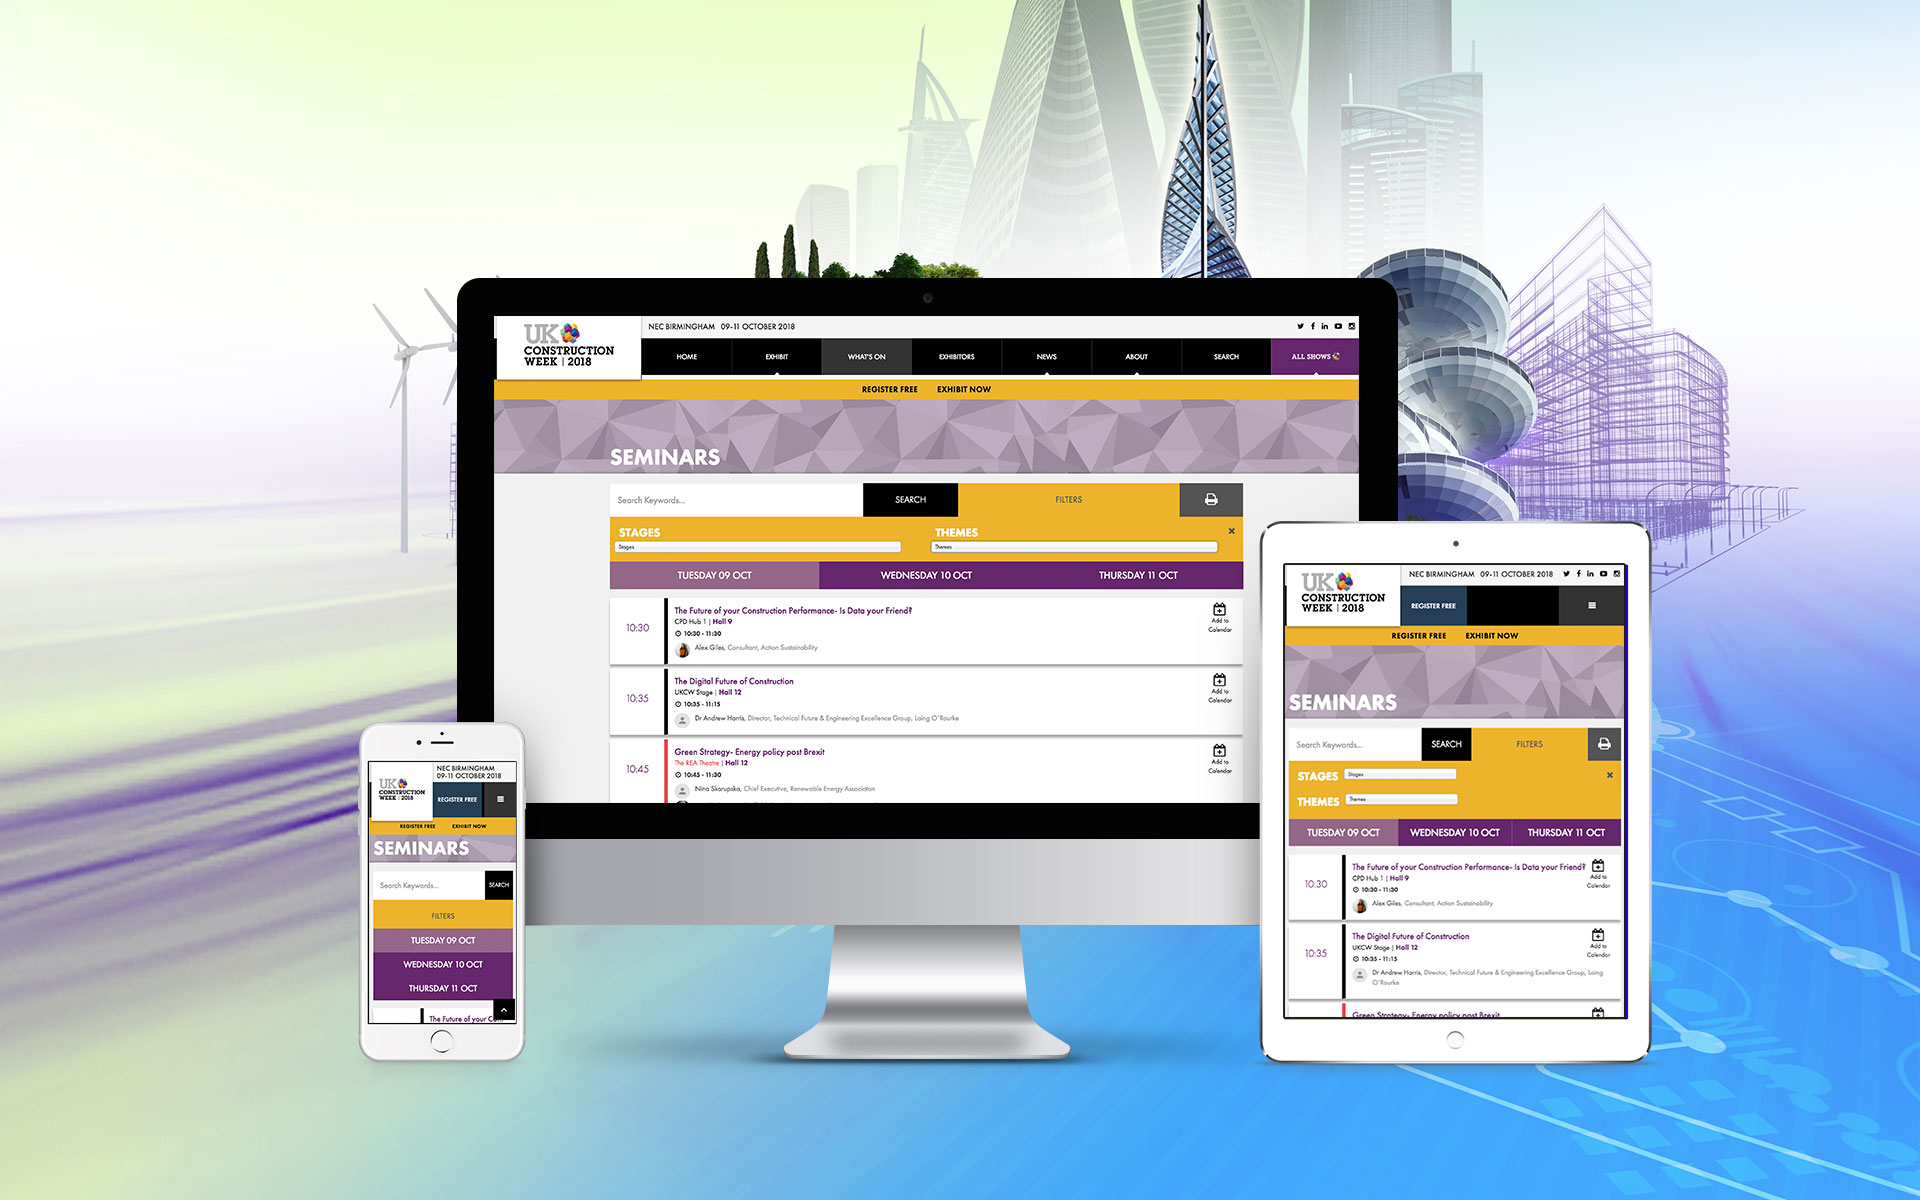 UK
CONSTRUCTION
WEEK | 2018
NEC BIRMINGHAM 09-11 OCTOBER 2018
HOME EXHIBIT WHAT'S ON EXHIBITORS NEWS ABOUT SEARCH ALL SHOWS
REGISTER FREE EXHIBIT NOW
SEMINARS
Search Keywords... SEARCH FILTERS
STAGES THEMES
Stages Themes
TUESDAY 09 OCT WEDNESDAY 10 OCT THURSDAY 11 OCT
10:30
The Future of your Construction Performance- Is Data your Friend?
CPD Hub 1 | Hall 9
10:30 - 11:30
Alex Giles, Consultant, Action Sustainability
Add to
Calendar
10:35
The Digital Future of Construction
UKCW Stage | Hall 12
10:35 - 11:15
Dr Andrew Harris, Director, Technical Future & Engineering Excellence Group, Laing O'Rourke
Add to
Calendar
10:45
Green Strategy- Energy policy post Brexit
The REA Theatre | Hall 12
10:45 - 11:30
Nina Skorupska, Chief Executive, Renewable Energy Association
Add to
Calendar
UK
CONSTRUCTION
WEEK | 2018
NEC BIRMINGHAM
09-11 OCTOBER 2018
REGISTER FREE
REGISTER FREE EXHIBIT NOW
SEMINARS
Search Keywords... SEARCH
FILTERS
TUESDAY 09 OCT
WEDNESDAY 10 OCT
THURSDAY 11 OCT
The Future of your
UK
CONSTRUCTION
WEEK | 2018
NEC BIRMINGHAM 09-11 OCTOBER 2018
REGISTER FREE
REGISTER FREE EXHIBIT NOW
SEMINARS
Search Keywords... SEARCH FILTERS
STAGES Stages
THEMES Themes
TUESDAY 09 OCT WEDNESDAY 10 OCT THURSDAY 11 OCT
10:30
The Future of your Construction Performance- Is Data your Friend?
CPD Hub 1 | Hall 9
10:30 - 11:30
Alex Giles, Consultant, Action Sustainability
Add to
Calendar
10:35
The Digital Future of Construction
UKCW Stage | Hall 12
10:35 - 11:15
Dr Andrew Harris, Director, Technical Future & Engineering Excellence Group, Laing
O'Rourke
Add to
Calendar
Green Strategy- Energy policy post Brexit